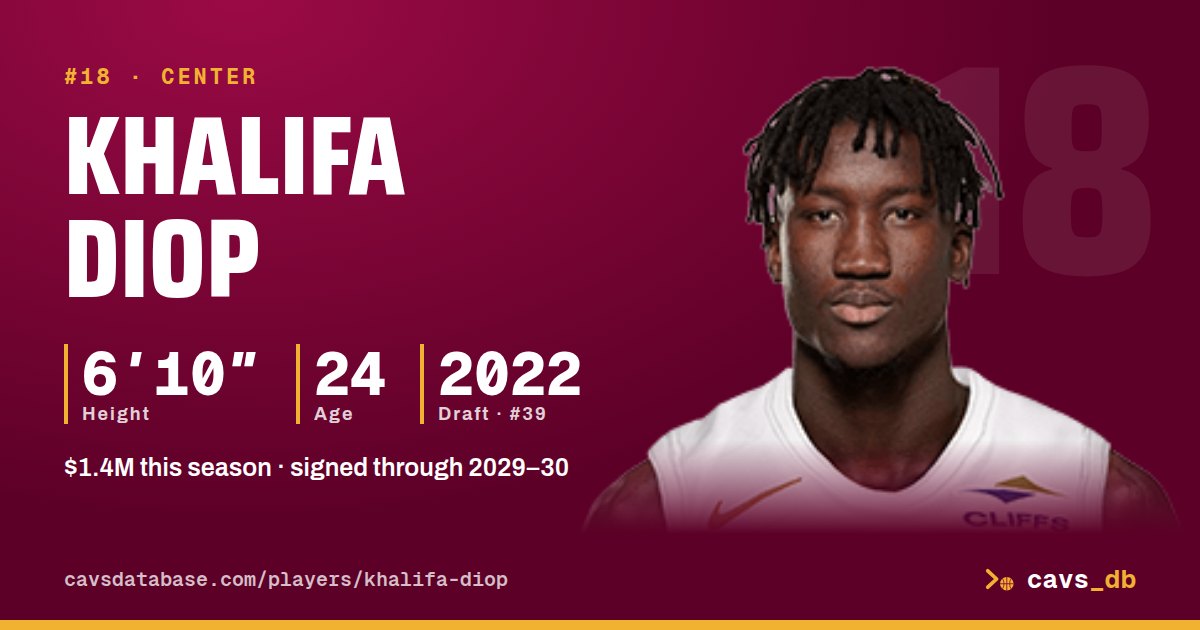 #18 · CENTER
18
KHALIFA
DIOP
6′10″ 24 2022
Height Age Draft · #39
$1.4M this season · signed through 2029–30
CLIFFS
cavsdatabase.com/players/khalifa-diop
cavs_db